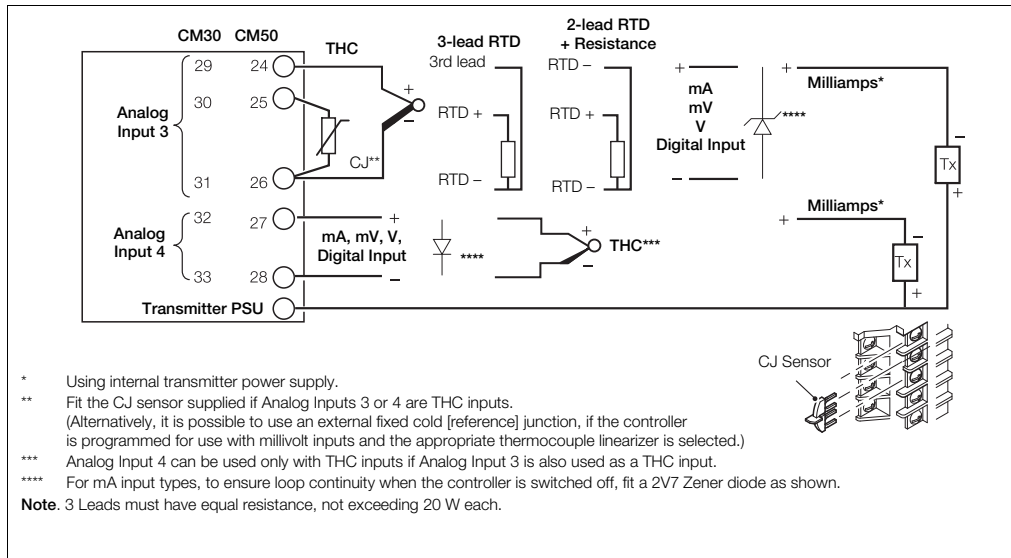 CM30 CM50 THC 3-lead RTD 2-lead RTD
+ Resistance
29 24 3rd lead RTD – + + Milliamps*
+ mA
30 25 RTD + RTD + mV ****
Analog
Input 3 – V –
Digital Input Tx
CJ**
31 26 RTD – RTD – – +
32 27 + + Milliamps*
Analog
Input 4 mA, mV, V,
Digital Input **** + THC*** –
– Tx
33 28 – +
Transmitter PSU
CJ Sensor
* Using internal transmitter power supply.
** Fit the CJ sensor supplied if Analog Inputs 3 or 4 are THC inputs.
(Alternatively, it is possible to use an external fixed cold [reference] junction, if the controller
is programmed for use with millivolt inputs and the appropriate thermocouple linearizer is selected.)
*** Analog Input 4 can be used only with THC inputs if Analog Input 3 is also used as a THC input.
**** For mA input types, to ensure loop continuity when the controller is switched off, fit a 2V7 Zener diode as shown.
Note. 3 Leads must have equal resistance, not exceeding 20 W each.